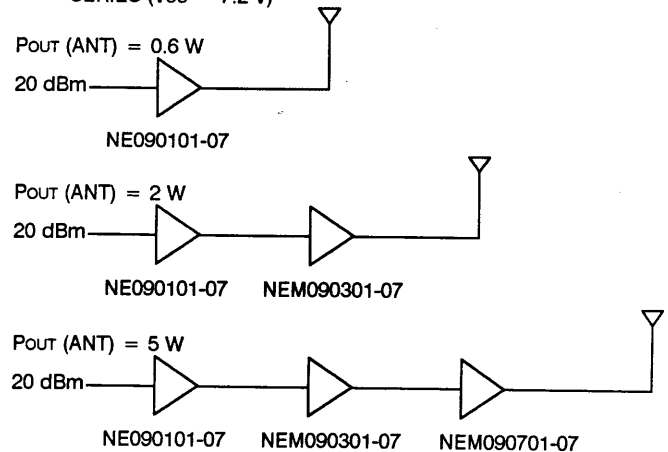 POUT (ANT) = 0.6 W
20 dBm
NE090101-07
POUT (ANT) = 2 W
20 dBm
NE090101-07 NEM090301-07
POUT (ANT) = 5 W
20 dBm
NE090101-07 NEM090301-07 NEM090701-07